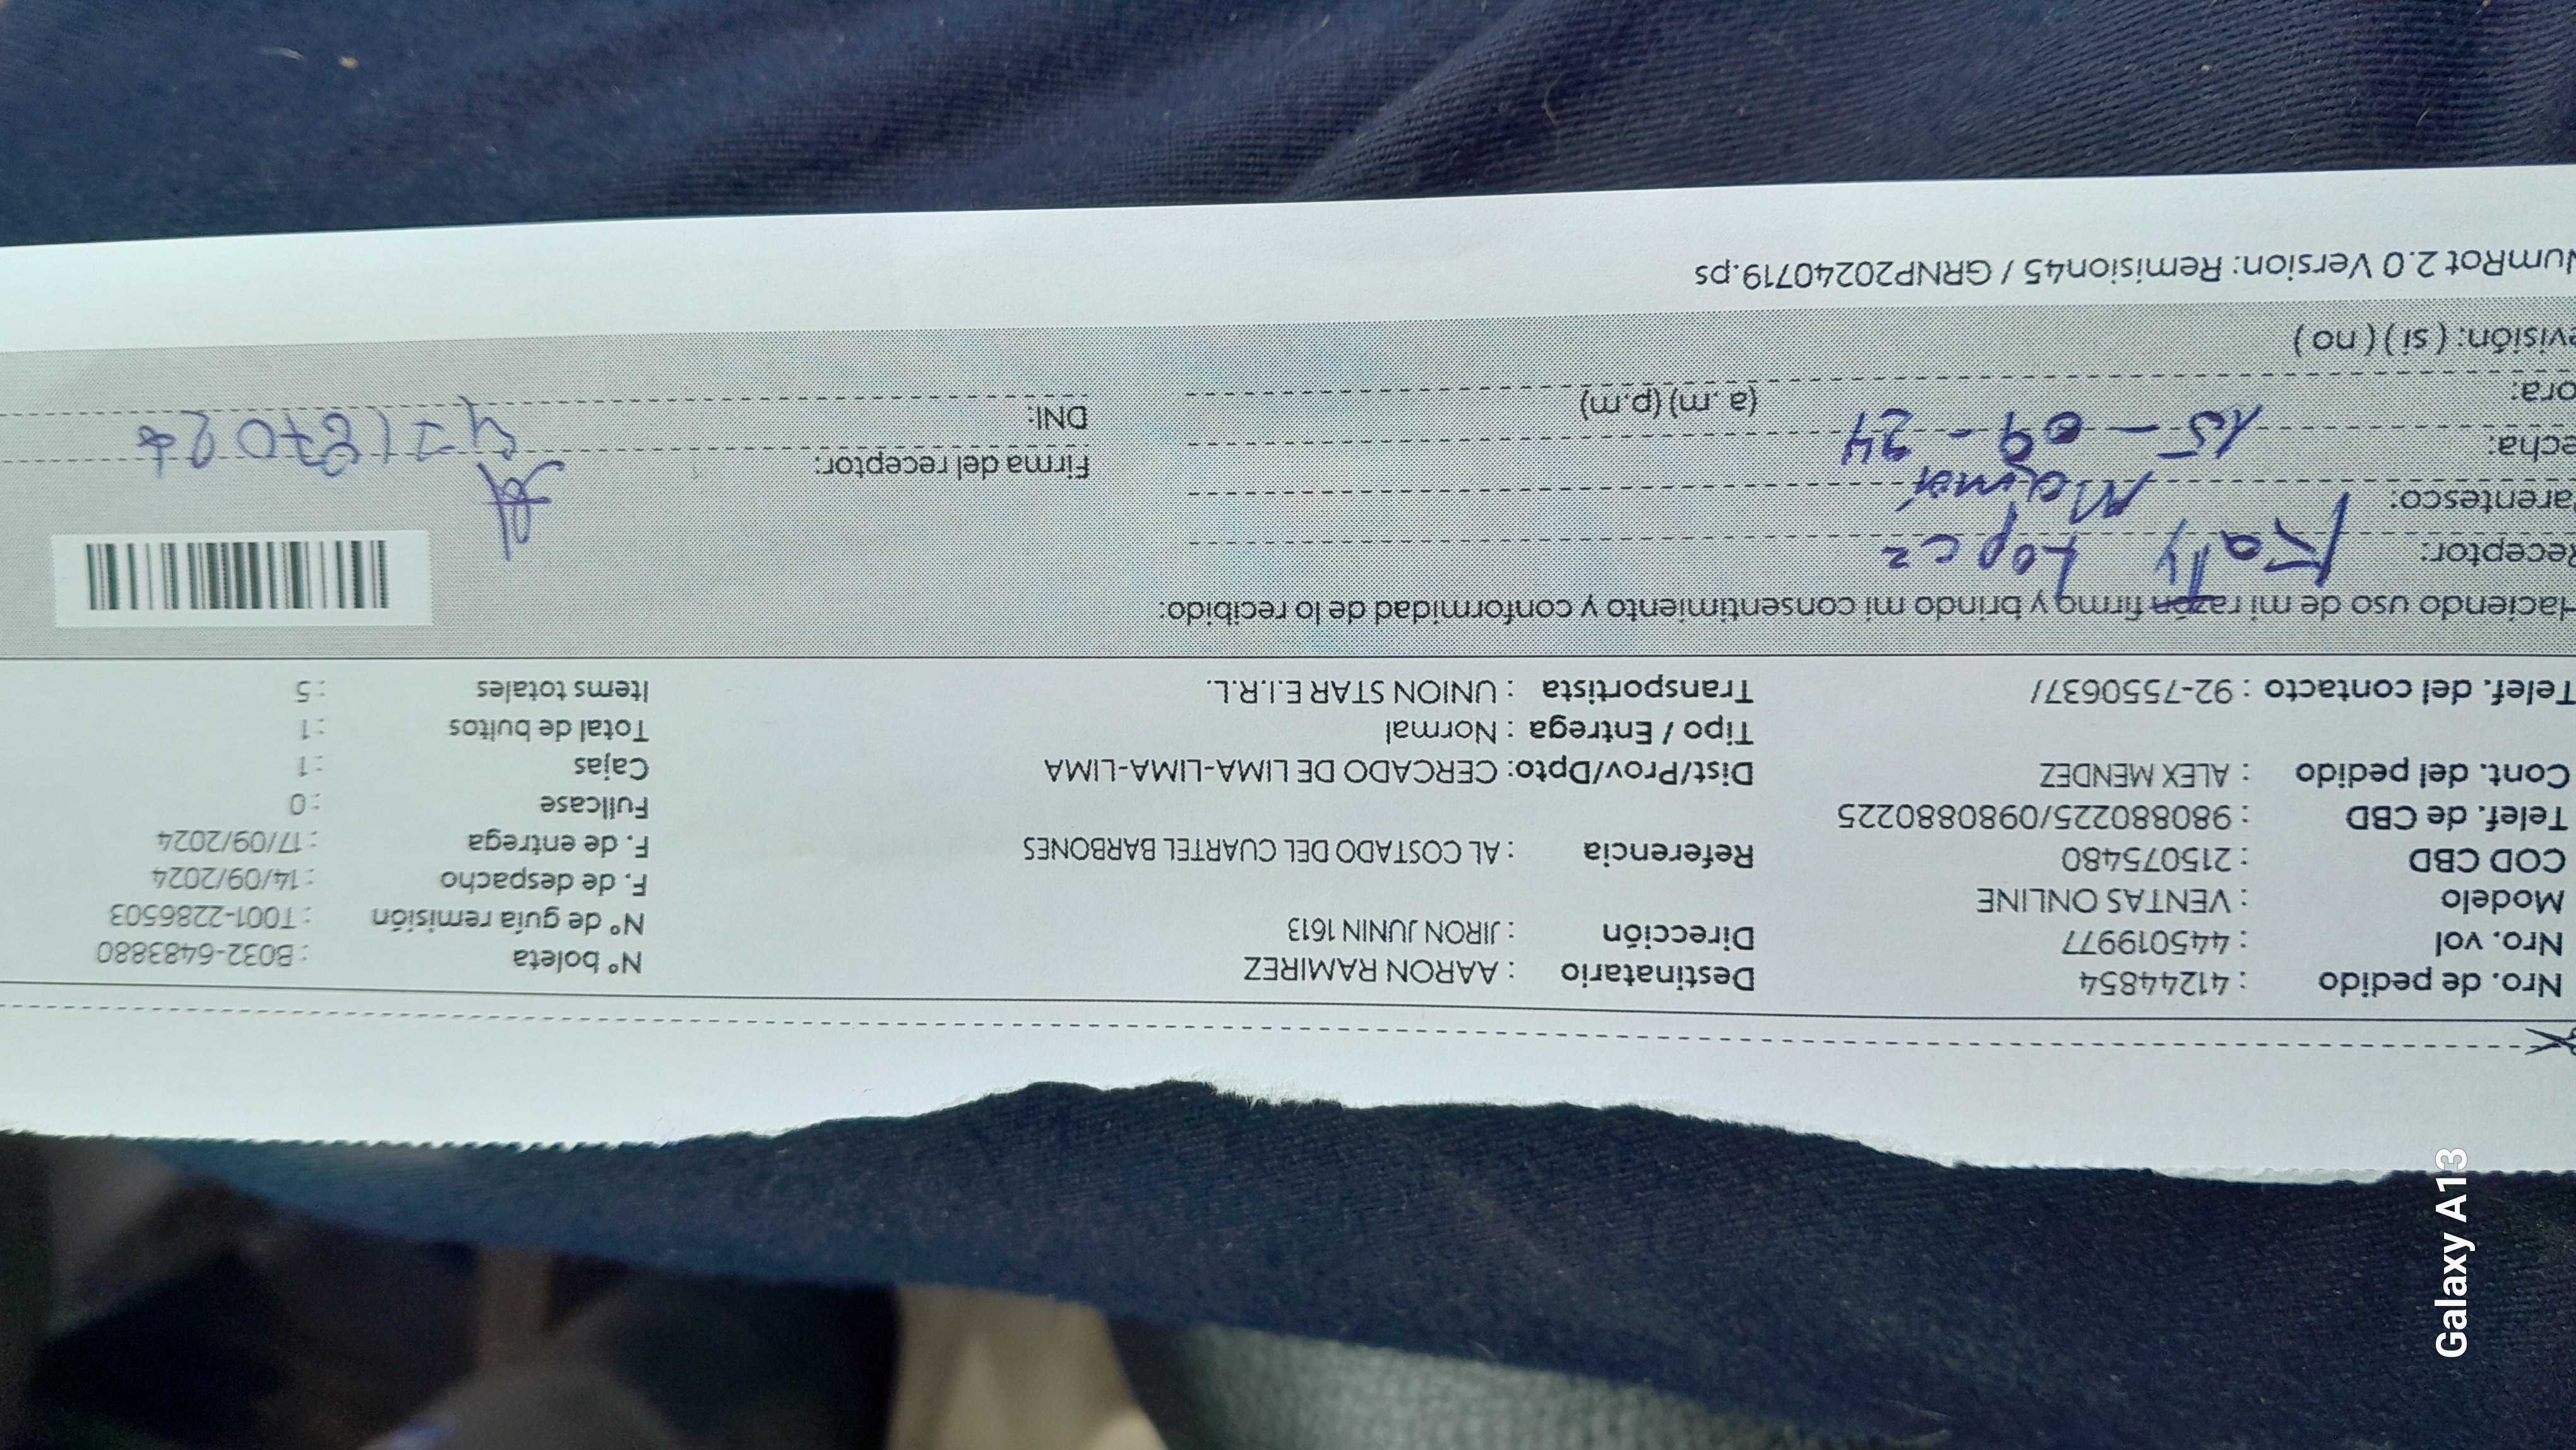 Nro. de pedido : 41244854 Destinatario : AARON RAMIREZ Nº boleta : B032-6483880
Nro. vol : 445019977 Dirección : JIRON JUNIN 1613 Nº de guía remisión : T001-2286503
Modelo : VENTAS ONLINE F. de despacho : 14/09/2024
COD CBD : 215075480 Referencia : AL COSTADO DEL CUARTEL BARBONES F. de entrega : 17/09/2024
Telef. de CBD : 980880225/0980880225 Fullcase : 0
Cont. del pedido : ALEX MENDEZ Dist/Prov/Dpto: CERCADO DE LIMA-LIMA-LIMA Cajas : 1
Tipo / Entrega : Normal Total de bultos : 1
Telef. del contacto : 92-7550637/ Transportista : UNION STAR E.I.R.L. Items totales : 5
Haciendo uso de mi razón firmo y brindo mi consentimiento y conformidad de lo recibido:
Receptor: Katy Lopez
arentesco: Mamá Firma del receptor:
echa: 15-09-24 DNI:
ora: (a. m) (p.m)
evisión: ( si ) ( no )
NumRot 2.0 Version: Remision45 / GRNP20240719.ps
Galaxy A13